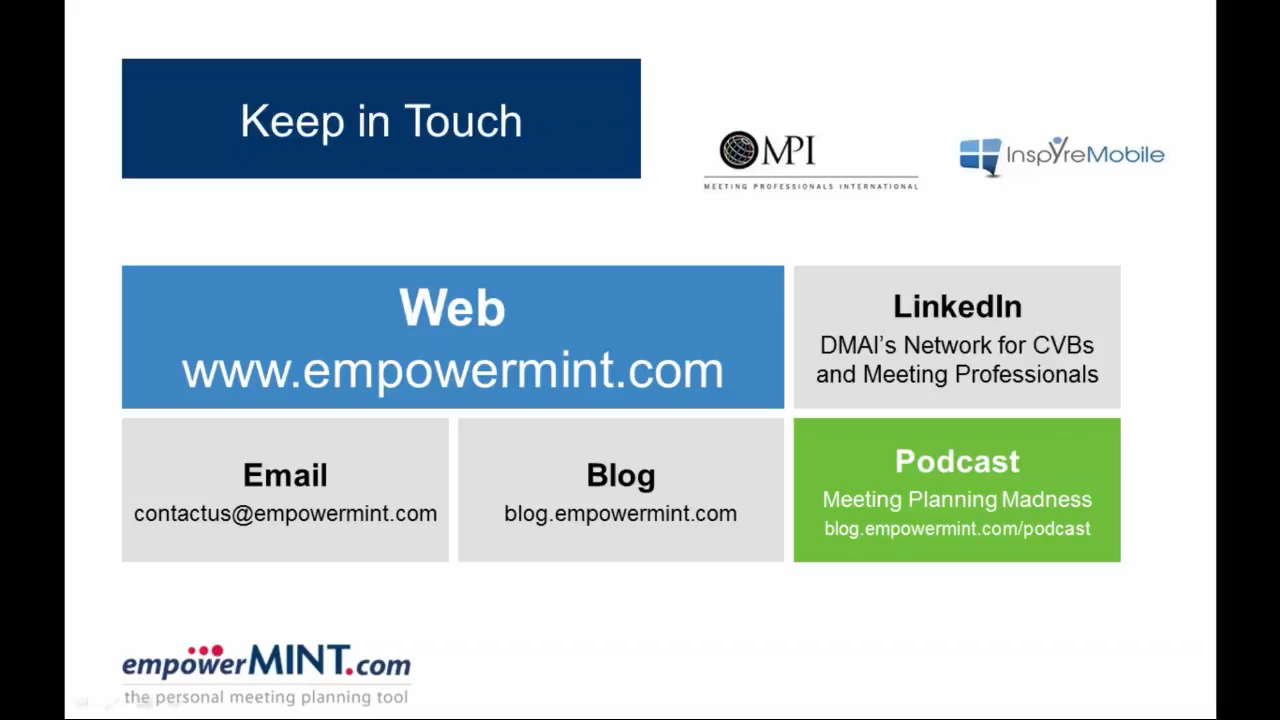 Keep in Touch
MPI
MEETING PROFESSIONALS INTERNATIONAL
InspyreMobile
Web
www.empowermint.com
LinkedIn
DMAI's Network for CVBs
and Meeting Professionals
Email
contactus@empowermint.com
Blog
blog.empowermint.com
Podcast
Meeting Planning Madness
blog.empowermint.com/podcast
empowerMINT.com
the personal meeting planning tool